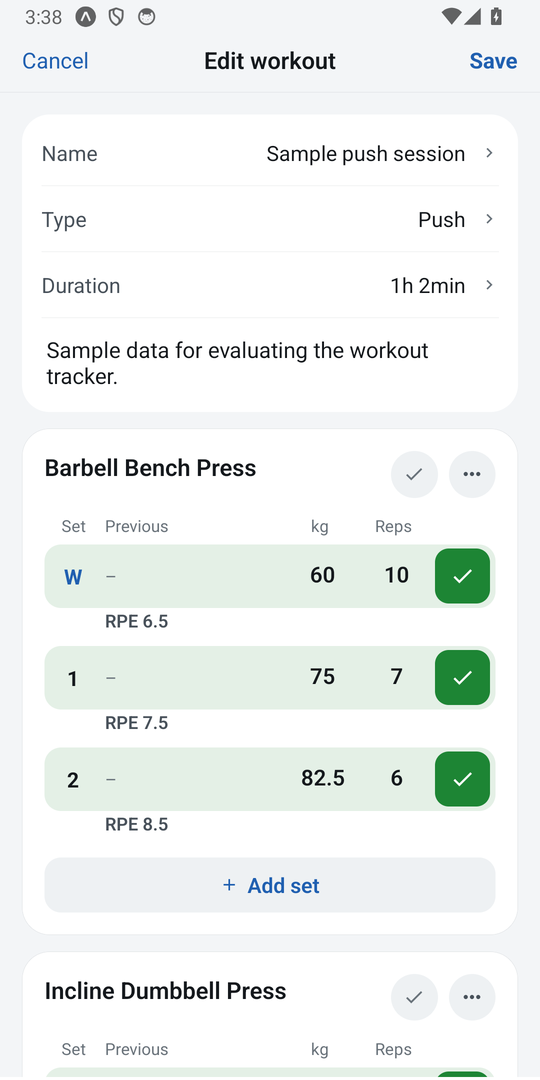 3:38
Cancel Edit workout Save
Name Sample push session
Type Push
Duration 1h 2min
Sample data for evaluating the workout
tracker.
Barbell Bench Press
Set Previous kg Reps
W – 60 10
RPE 6.5
1 – 75 7
RPE 7.5
2 – 82.5 6
RPE 8.5
+ Add set
Incline Dumbbell Press
Set Previous kg Reps